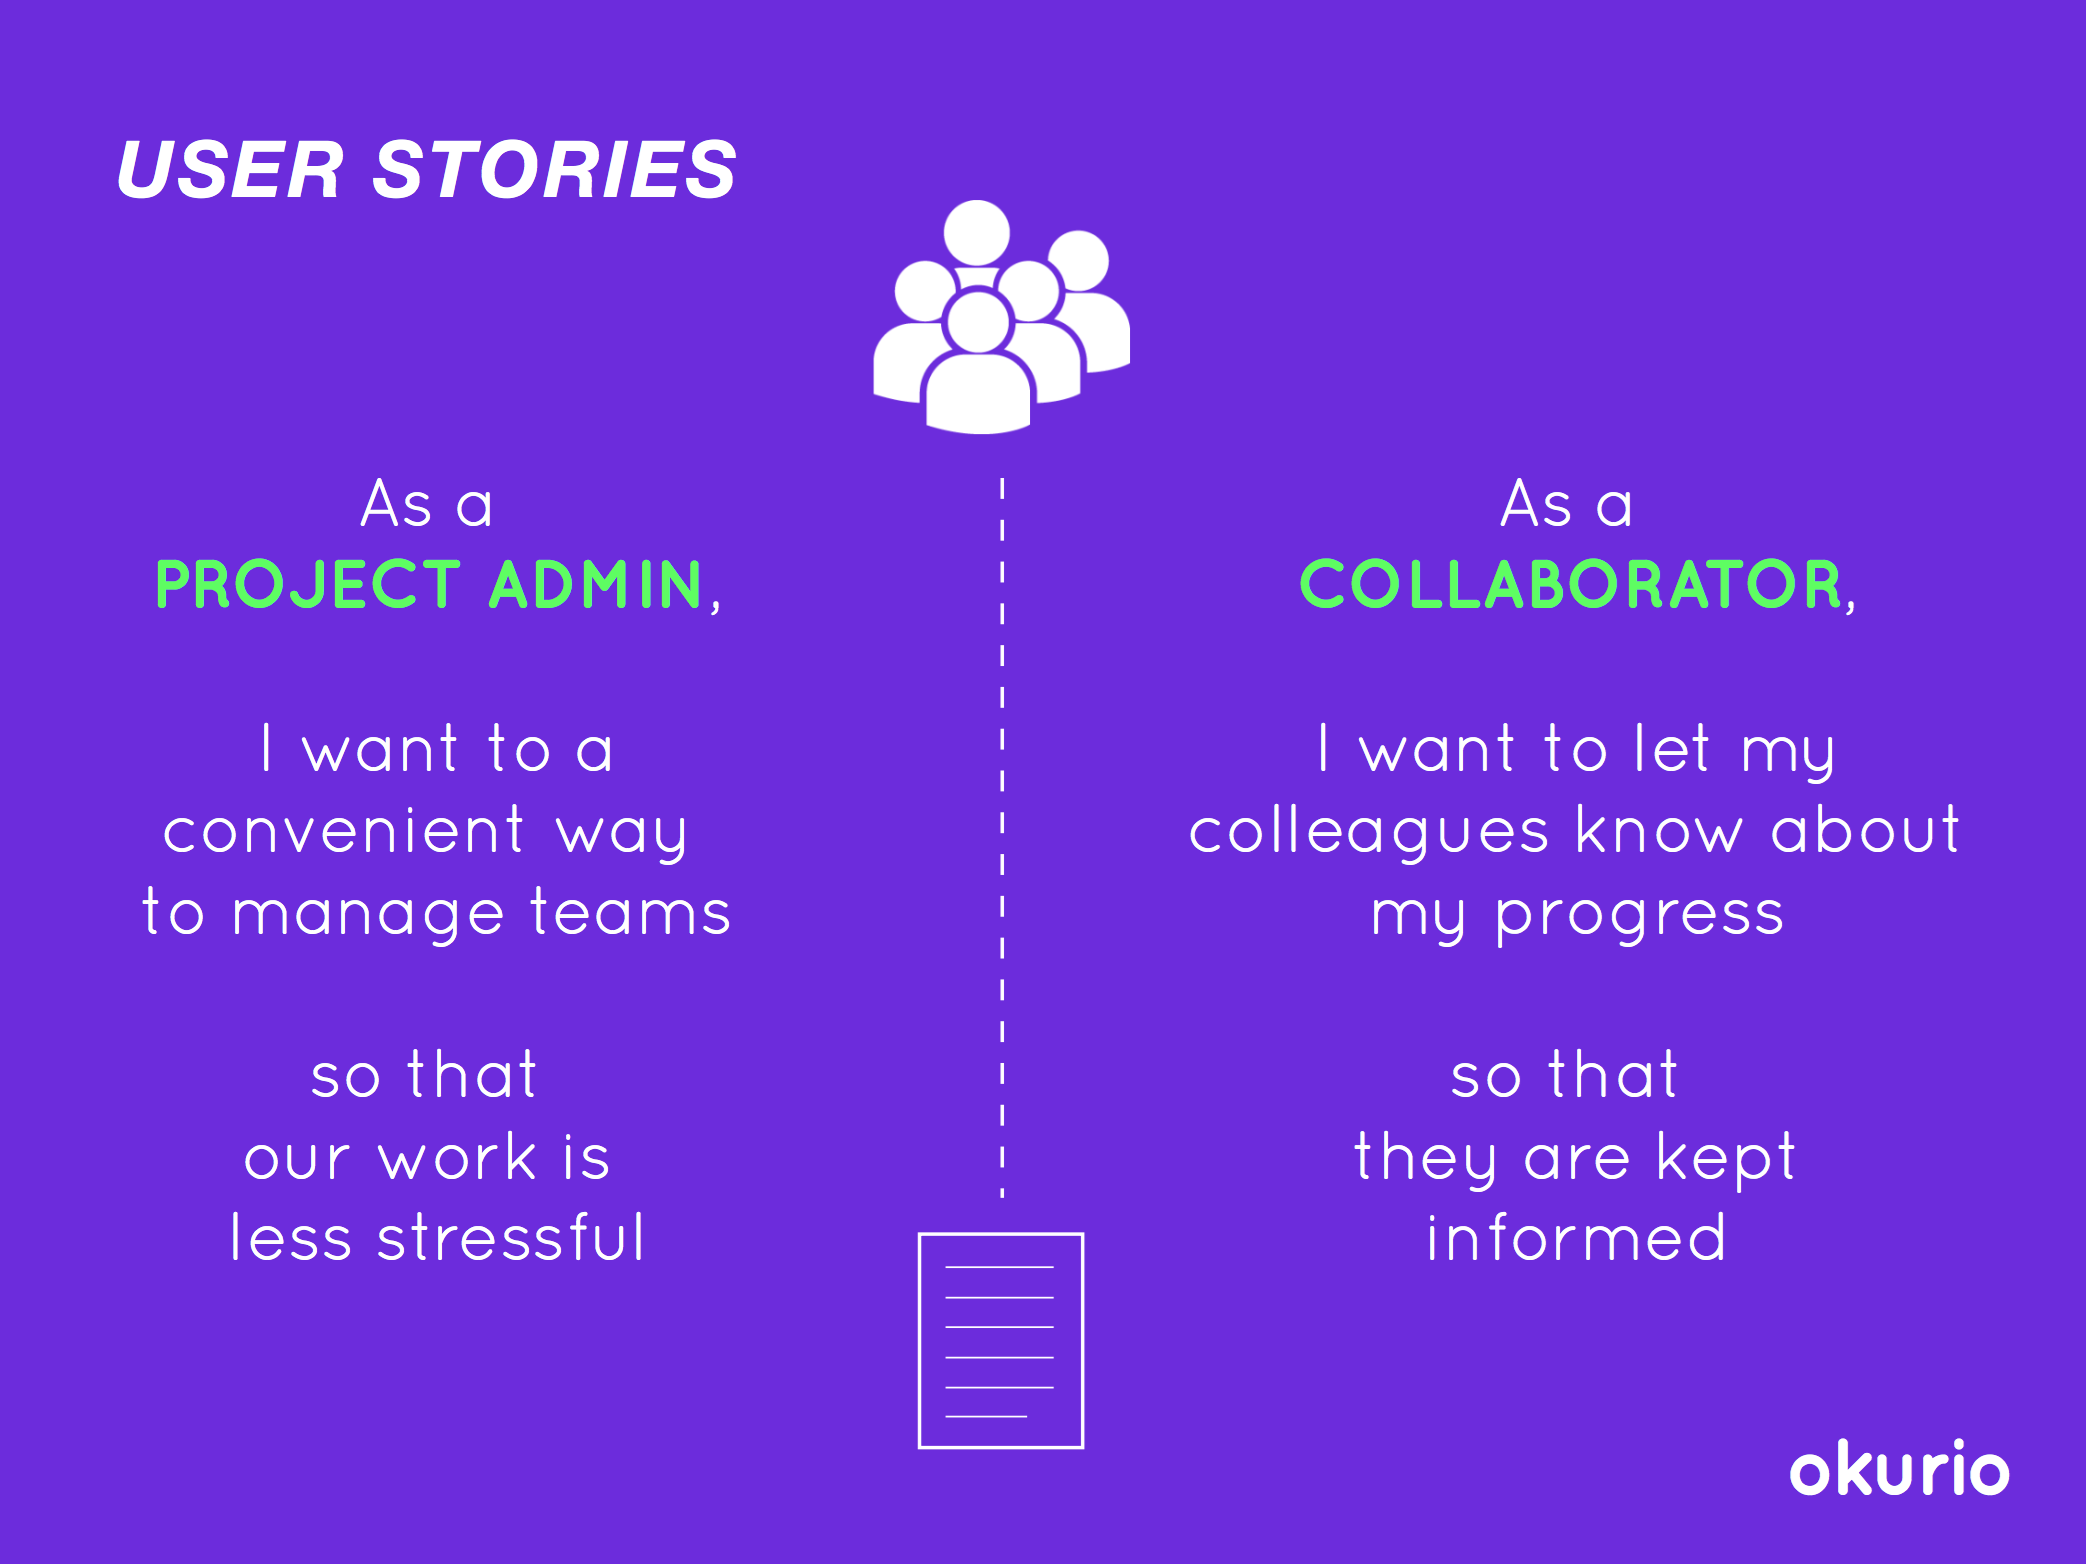 USER STORIES
As a
PROJECT ADMIN,
I want to a
convenient way
to manage teams
so that
our work is
less stressful
As a
COLLABORATOR,
I want to let my
colleagues know about
my progress
so that
they are kept
informed
okurio